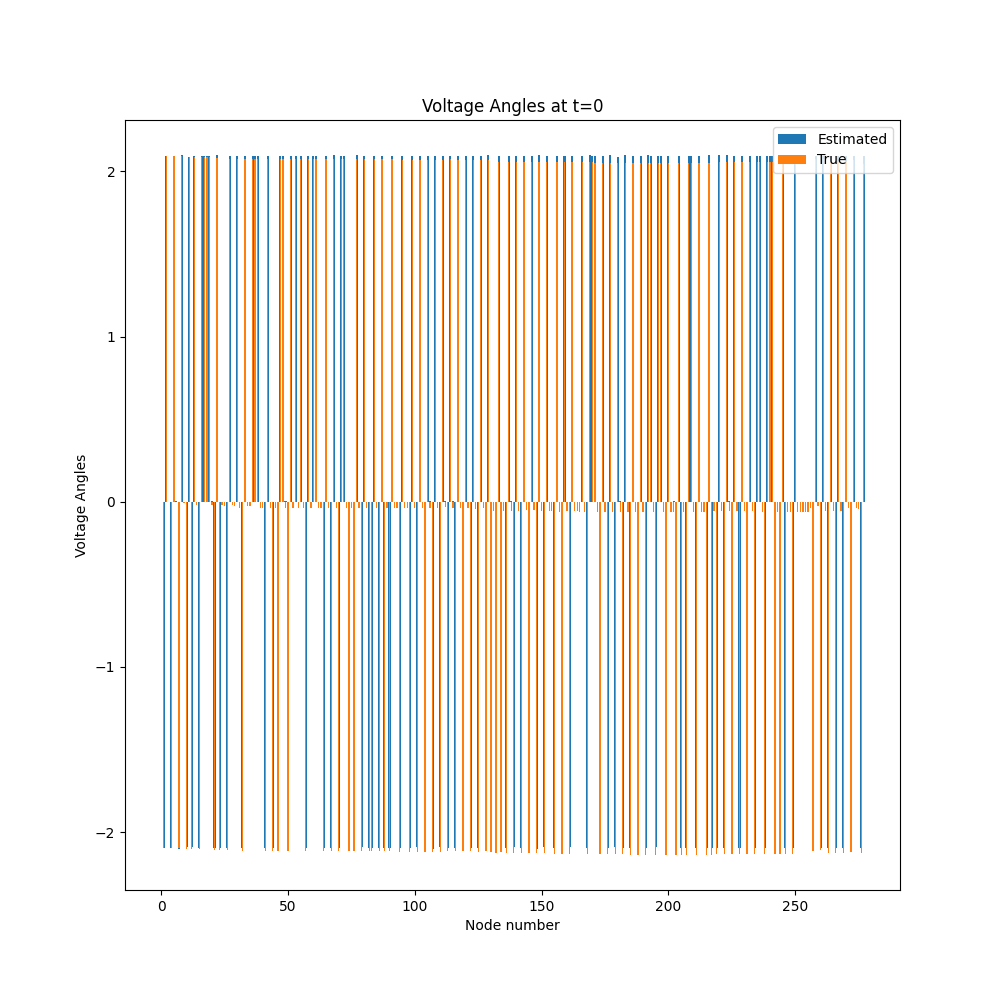 Voltage Angles at t=0
Estimated
True
2
1
0
−1
−2
Voltage Angles
0
50
100
150
200
250
Node number